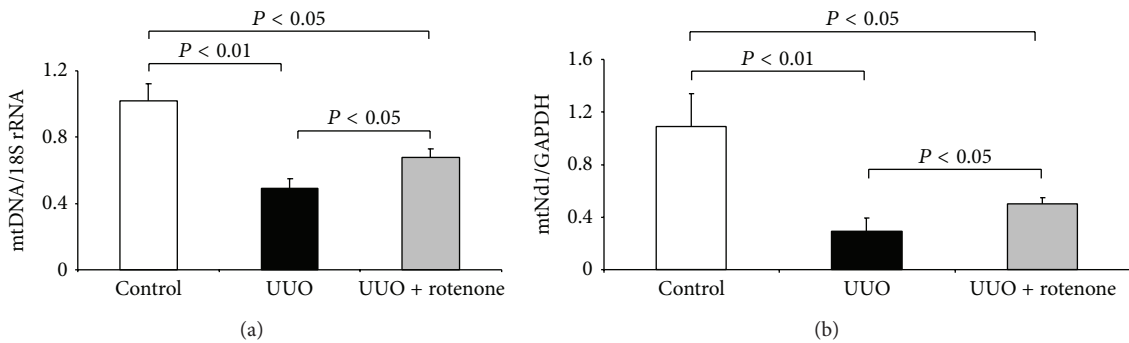 P < 0.05
P < 0.01
P < 0.05
mtDNA/18S rRNA
1.2
0.8
0.4
0
Control UUO UUO + rotenone
(a)
P < 0.05
P < 0.01
P < 0.05
mtNd1/GAPDH
1.6
1.2
0.8
0.4
0
Control UUO UUO + rotenone
(b)